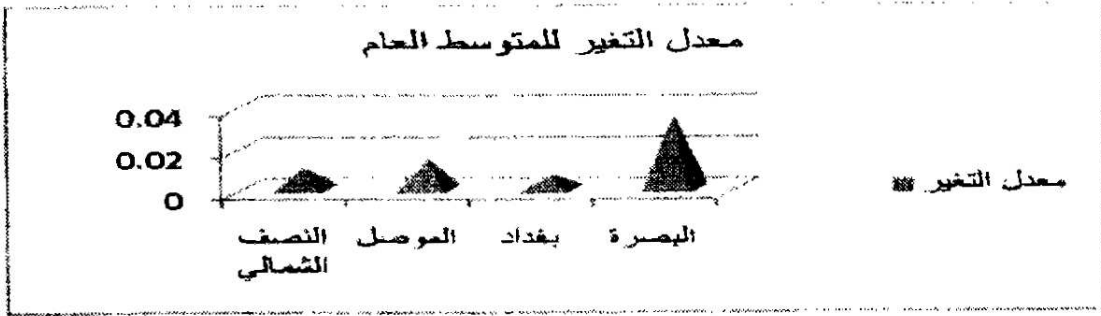 معدل التغير للمتوسط العام
0.04
0.02
0
النصف الشمالي
الموصل
بغداد
البصرة
معدل التغير